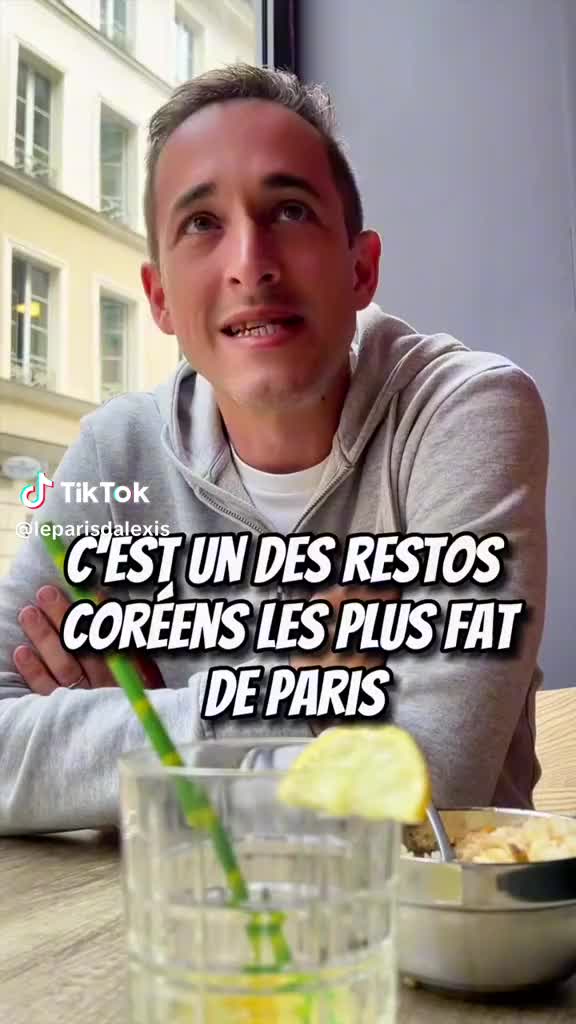 TikTok
@leparisdalexis
C'EST UN DES RESTOS
CORÉENS LES PLUS FAT
DE PARIS